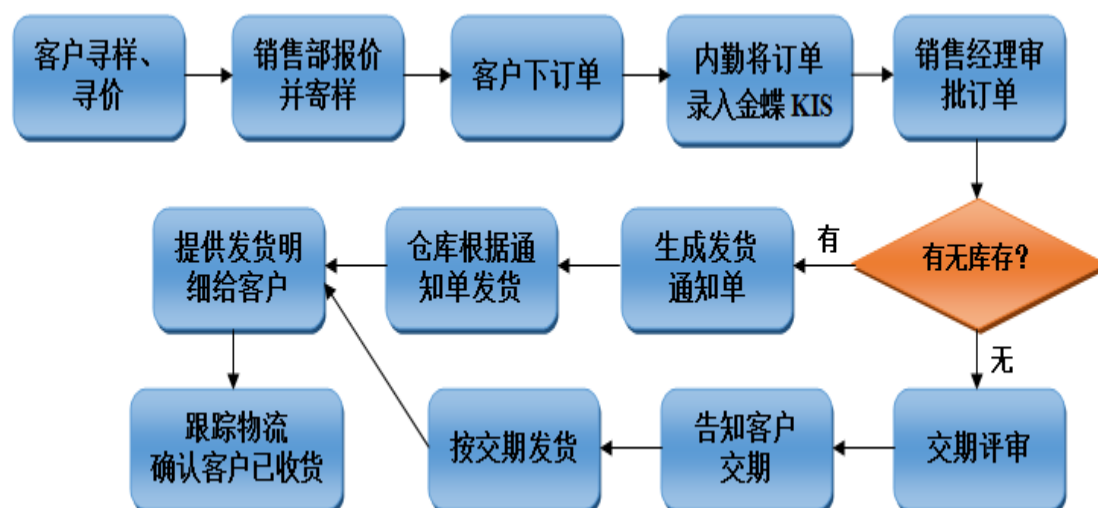 客户寻样、
寻价
销售部报价
并寄样
客户下订单
内勤将订单
录入金蝶 KIS
销售经理审
批订单
有无库存？
有
生成发货
通知单
仓库根据通
知单发货
提供发货明
细给客户
无
交期评审
告知客户
交期
按交期发货
跟踪物流
确认客户已收货